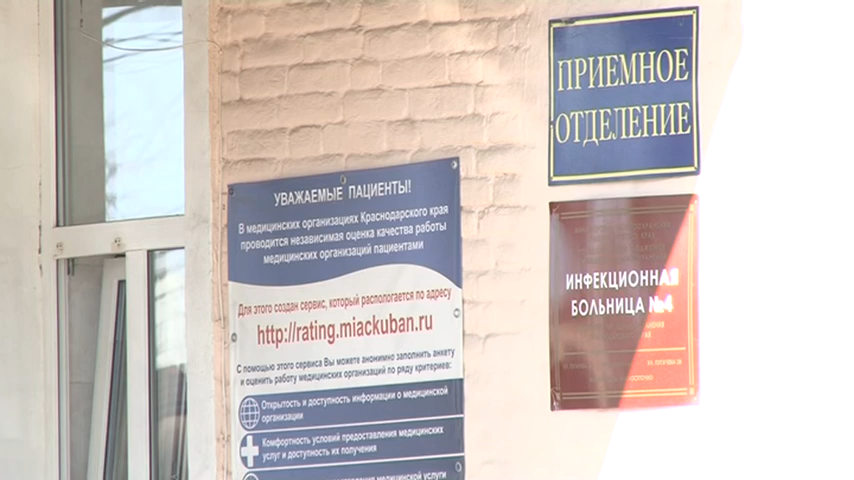 ПРИЕМНОЕ
ОТДЕЛЕНИЕ
УВАЖАЕМЫЕ ПАЦИЕНТЫ!
В медицинских организациях Краснодарского края
проводится независимая оценка качества работы
медицинских организаций пациентами
Для этого создан сервис, который распологается по адресу
http://rating.miackuban.ru
С помощью этого сервиса Вы можете анонимно заполнить анкету
и оценить работу медицинских организаций по ряду критериев:
Открытость и доступность информации о медицинской
организации
Комфортность условий предоставления медицинских
услуг и доступность их получения
медицинской услуги
ИНФЕКЦИОННАЯ
БОЛЬНИЦА №4